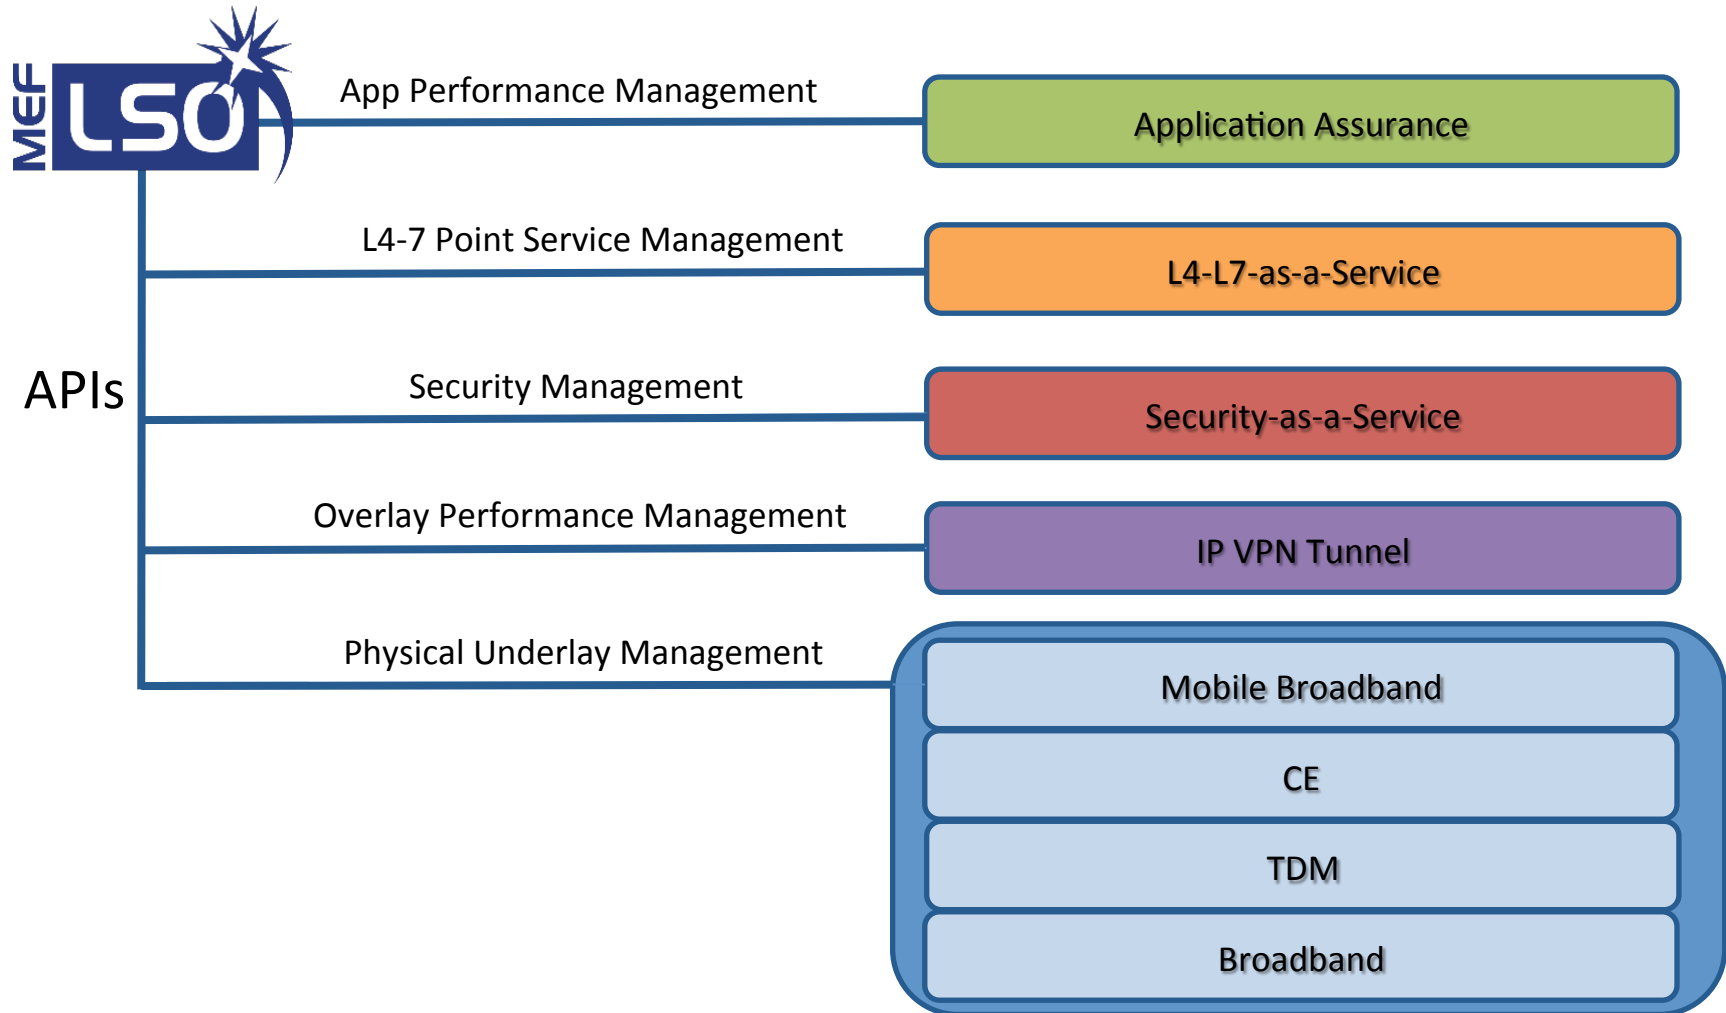 MEF
LSO
App Performance Management
Application Assurance
L4-7 Point Service Management
L4-L7-as-a-Service
APIs
Security Management
Security-as-a-Service
Overlay Performance Management
IP VPN Tunnel
Physical Underlay Management
Mobile Broadband
CE
TDM
Broadband